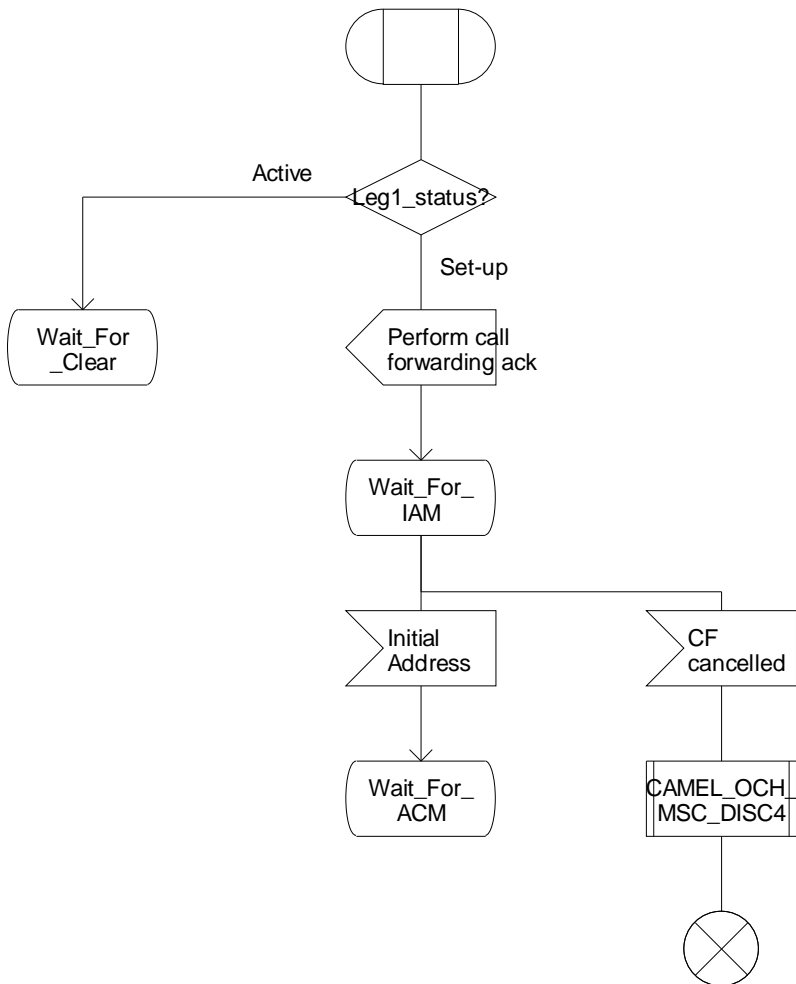 Active
Leg1_status?
Set-up
Wait_For
_Clear
Perform call
forwarding ack
Wait_For_
IAM
Initial
Address
CF
cancelled
Wait_For_
ACM
CAMEL_OCH_
MSC_DISC4